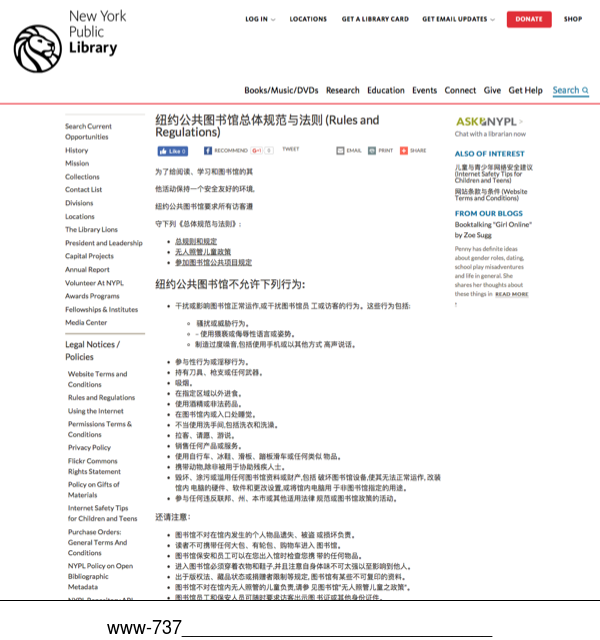 New York
Public
Library
LOG IN
LOCATIONS
GET A LIBRARY CARD
GET EMAIL UPDATES
DONATE
SHOP
Books/Music/DVDs Research Education Events Connect Give Get Help Search
Search Current
Opportunities
History
Mission
Collections
Contact List
Divisions
Locations
The Library Lions
President and Leadership
Capital Projects
Annual Report
Volunteer At NYPL
Awards Programs
Fellowships & Institutes
Media Center
Legal Notices /
Policies
Website Terms and
Conditions
Rules and Regulations
Using the Internet
Permissions Terms &
Conditions
Privacy Policy
Flickr Commons
Rights Statement
Policy on Gifts of
Materials
Internet Safety Tips
for Children and Teens
Purchase Orders:
General Terms And
Conditions
NYPL Policy on Open
Bibliographic
Metadata
NYPL Repository API
纽约公共图书馆总体规范与法则 (Rules and
Regulations)
Like 0
RECOMMEND
G+1 0
TWEET
EMAIL
PRINT
SHARE
为了给阅读、学习和图书馆的其
他活动保持一个安全友好的环境,
纽约公共图书馆要求所有访客遵
守下列《总体规范与法则》:
• 总规则和规定
• 无人照管儿童政策
• 参加图书馆公共项目规定
纽约公共图书馆不允许下列行为:
• 干扰或影响图书馆正常运作,或干扰图书馆员 工或访客的行为。这些行为包括:
骚扰或威胁行为。
- 使用猥亵或侮辱性语言或姿势。
制造过度噪音,包括使用手机或以其他方式 高声说话。
• 参与性行为或淫秽行为。
• 持有刀具、枪支或任何武器。
• 吸烟。
• 在指定区域以外进食。
• 使用酒精或非法药品。
• 在图书馆内或入口处睡觉。
• 不当使用洗手间,包括洗衣和洗澡。
• 拉客、请愿、游说。
• 销售任何产品或服务。
• 使用自行车、冰鞋、滑板、踏板滑车或任何类似 物品。
• 携带动物,除非被用于协助残疾人士。
• 毁坏、涂污或滥用任何图书馆资料或财产,包括 破坏图书馆设备,使其无法正常运作, 改装
馆内 电脑的硬件、软件和更改设置,或将馆内电脑用 于非图书馆指定的用途。
• 参与任何违反联邦、州、本市或其他适用法律 规范或图书馆政策的活动。
还请注意:
• 图书馆不对在馆内发生的个人物品遗失、被盗 或损坏负责。
• 读者不可携带任何大包、有轮包、购物车进入 图书馆。
• 图书馆保安和员工可以在您出入馆时检查您携 带的任何物品。
• 进入图书馆必须穿着衣物和鞋子,并且注意自身体味不可太强以至影响到他人。
• 出于版权法、藏品状态或捐赠者限制等规定, 图书馆有某些不可复印的资料。
• 图书馆不对在馆内无人照管的儿童负责,请参 见图书馆"无人照管儿童之政策"。
• 图书馆员工和保安人员可随时要求访客出示图 书证或其他身份证件。
ASK NYPL >
Chat with a librarian now
ALSO OF INTEREST
儿童与青少年网络安全建议
(Internet Safety Tips for
Children and Teens)
网站条款与条件 (Website
Terms and Conditions)
FROM OUR BLOGS
Booktalking "Girl Online"
by Zoe Sugg
Penny has definite ideas
about gender roles, dating,
school play misadventures
and life in general. She
shares her thoughts about
these things in READ MORE
www-737